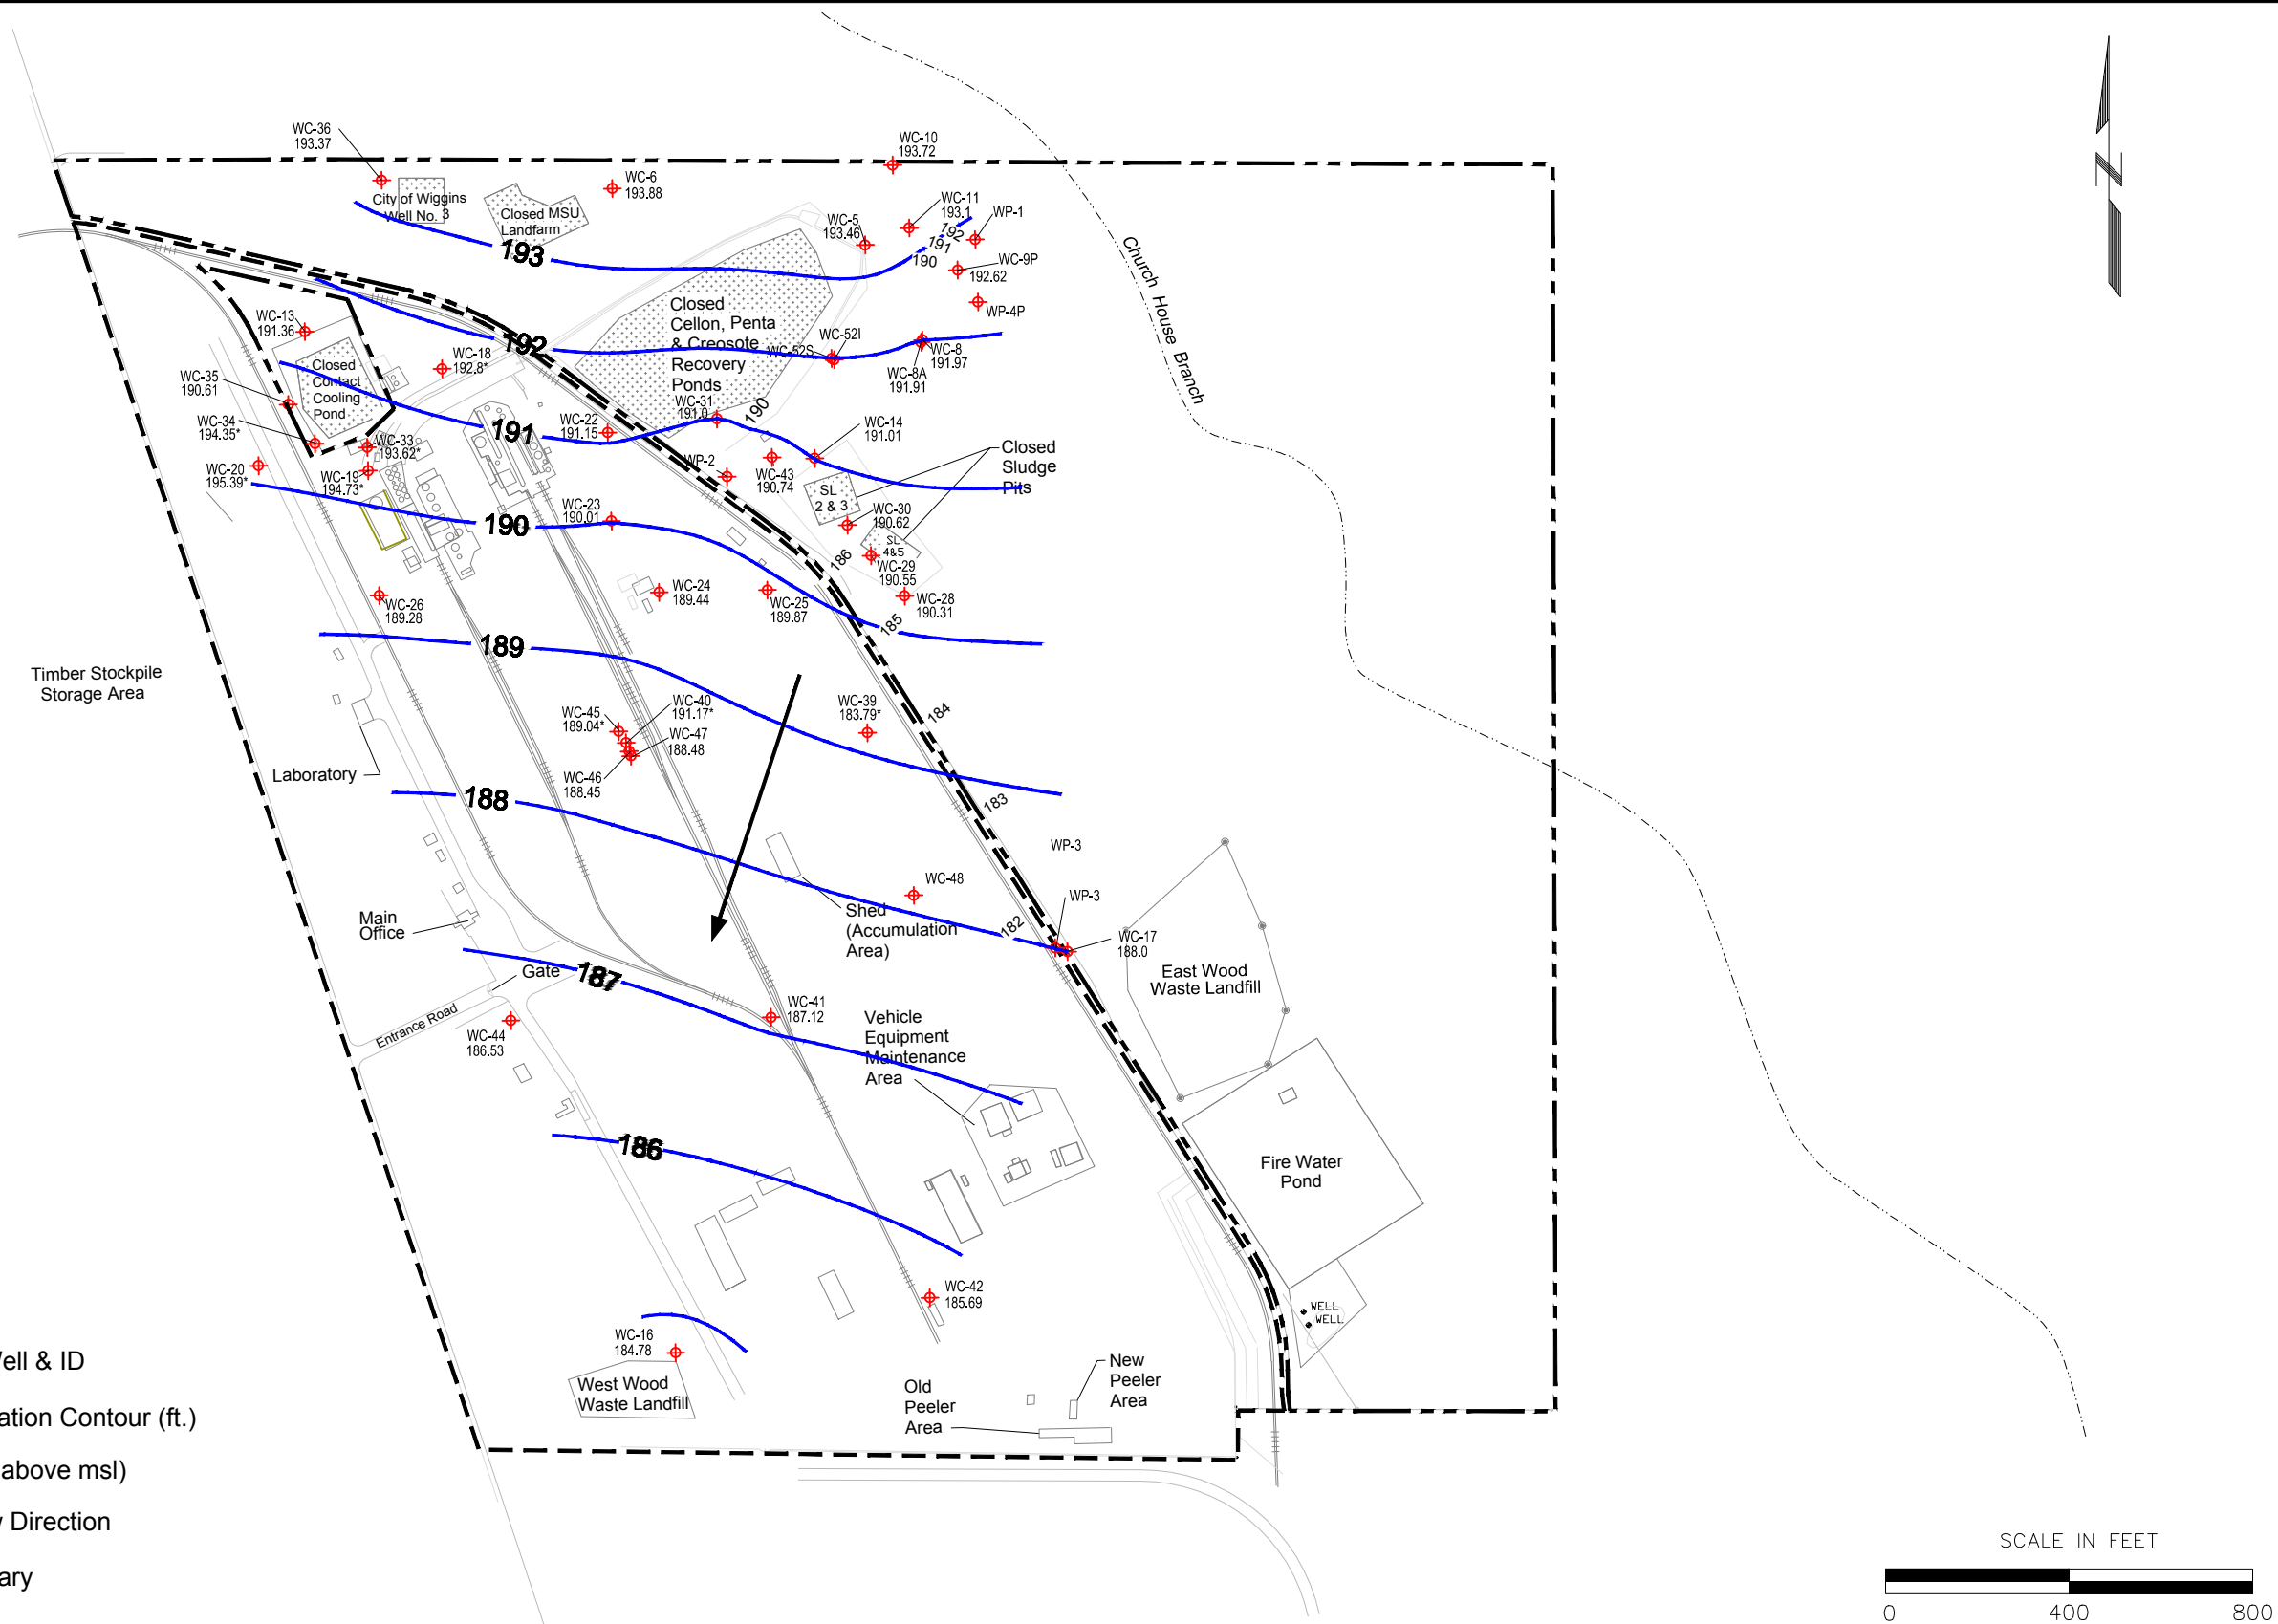 WC-36
193.37
WC-10
193.72
WC-6
193.88
City of Wiggins
Well No. 3
Closed MSU
Landfarm
WC-5
193.46
WC-11
193.1
WP-1
192
191
190
193
WC-9P
192.62
WP-4P
Church House Branch
N
WC-13
191.36
Closed
Cellon, Penta
& Creosote
Recovery
Ponds
192
WC-52I
WC-52S
WC-8
191.97
WC-8A
191.91
WC-18
192.8*
Closed
Contact
Cooling
Pond
WC-35
190.61
WC-34
194.35*
WC-33
193.62*
WC-20
195.39*
WC-19
194.73*
191
WC-22
191.15
WC-31
191.0
190
WC-14
191.01
WP-2
WC-43
190.74
Closed
Sludge
Pits
SL
2 & 3
WC-30
190.62
SL
4&5
WC-29
190.55
WC-28
190.31
190
WC-23
190.01
186
WC-24
189.44
WC-25
189.87
185
WC-26
189.28
189
Timber Stockpile
Storage Area
WC-45
189.04*
WC-40
191.17*
WC-47
188.48
WC-46
188.45
WC-39
183.79*
184
Laboratory
188
183
WP-3
WC-48
WP-3
Shed
(Accumulation
Area)
182
WC-17
188.0
Main
Office
Gate
187
East Wood
Waste Landfill
Entrance Road
WC-44
186.53
WC-41
187.12
Vehicle
Equipment
Maintenance
Area
186
Fire Water
Pond
WC-42
185.69
WELL
WELL
WC-16
184.78
West Wood
Waste Landfill
Old
Peeler
Area
New
Peeler
Area
ell & ID
ation Contour (ft.)
above msl)
Direction
ary
SCALE IN FEET
0 400 800